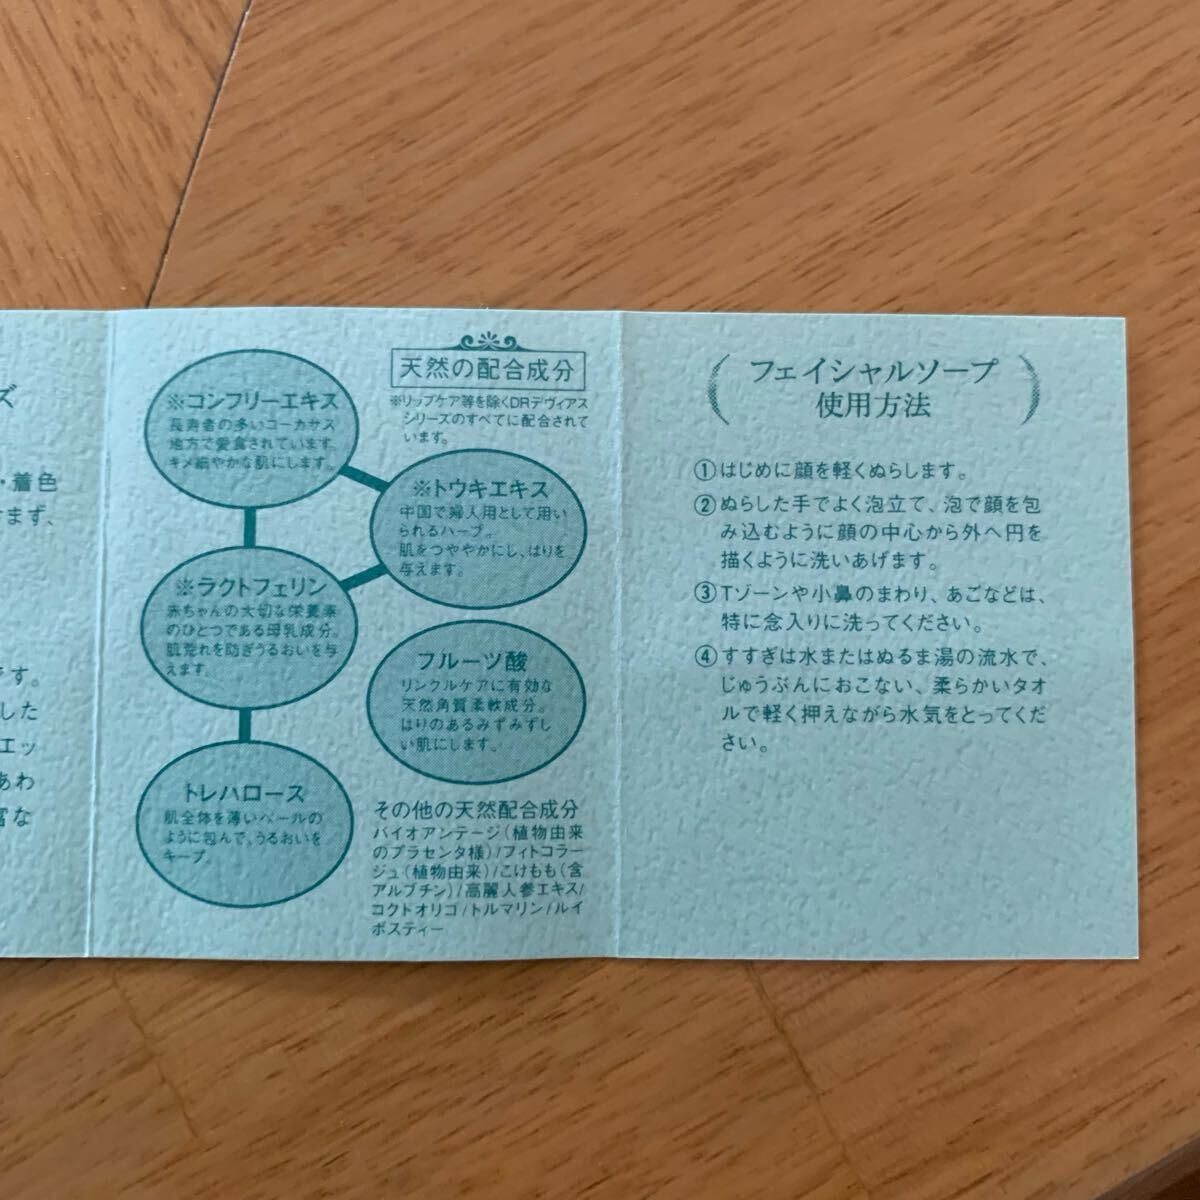 ズ
・着色
まず、
です。
した
エッ
あわ
富な
※コンフリーエキス
長寿者の多いコーカサス
地方で愛食されています。
キメ細やかな肌にします。
天然の配合成分
※リップケア等を除くDRデヴィアス
シリーズのすべてに配合されて
います。
※トウキエキス
中国で婦人用として用い
られるハーブ。
肌をつややかにし、はりを
与えます。
※ラクトフェリン
赤ちゃんの大切な栄養素
のひとつである母乳成分。
肌荒れを防ぎうるおいを与
えます。
フルーツ酸
リンクルケアに有効な
天然角質柔軟成分。
はりのあるみずみずし
い肌にします。
トレハロース
肌全体を薄いベールの
ように包んで、うるおいを
キープ。
その他の天然配合成分
バイオアンテージ(植物由来
のプラセンタ様)/フィトコラー
ジュ(植物由来)/こけもも(含
アルブチン)/高麗人参エキス/
コクトオリゴ/トルマリン/ルイ
ボスティー
フェイシャルソープ
使用方法
①はじめに顔を軽くぬらします。
②ぬらした手でよく泡立て、泡で顔を包
み込むように顔の中心から外へ円を
描くように洗いあげます。
③Tゾーンや小鼻のまわり、あごなどは、
特に念入りに洗ってください。
④すすぎは水またはぬるま湯の流水で、
じゅうぶんにおこない、柔らかいタオ
ルで軽く押えながら水気をとってくだ
さい。